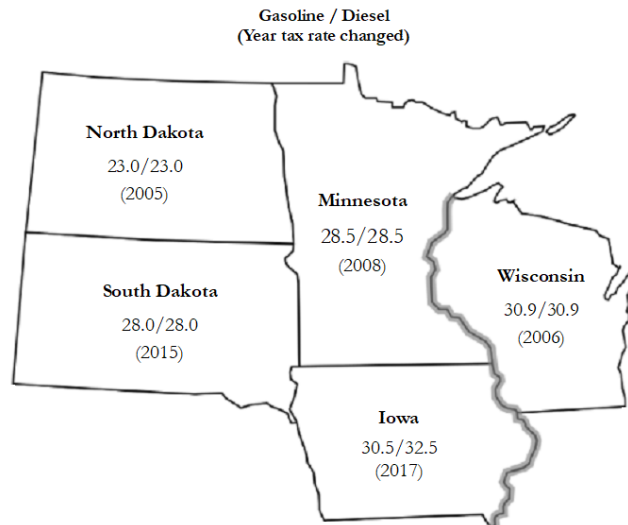 Gasoline / Diesel
(Year tax rate changed)
North Dakota
23.0/23.0
(2005)
Minnesota
28.5/28.5
(2008)
South Dakota
28.0/28.0
(2015)
Wisconsin
30.9/30.9
(2006)
Iowa
30.5/32.5
(2017)